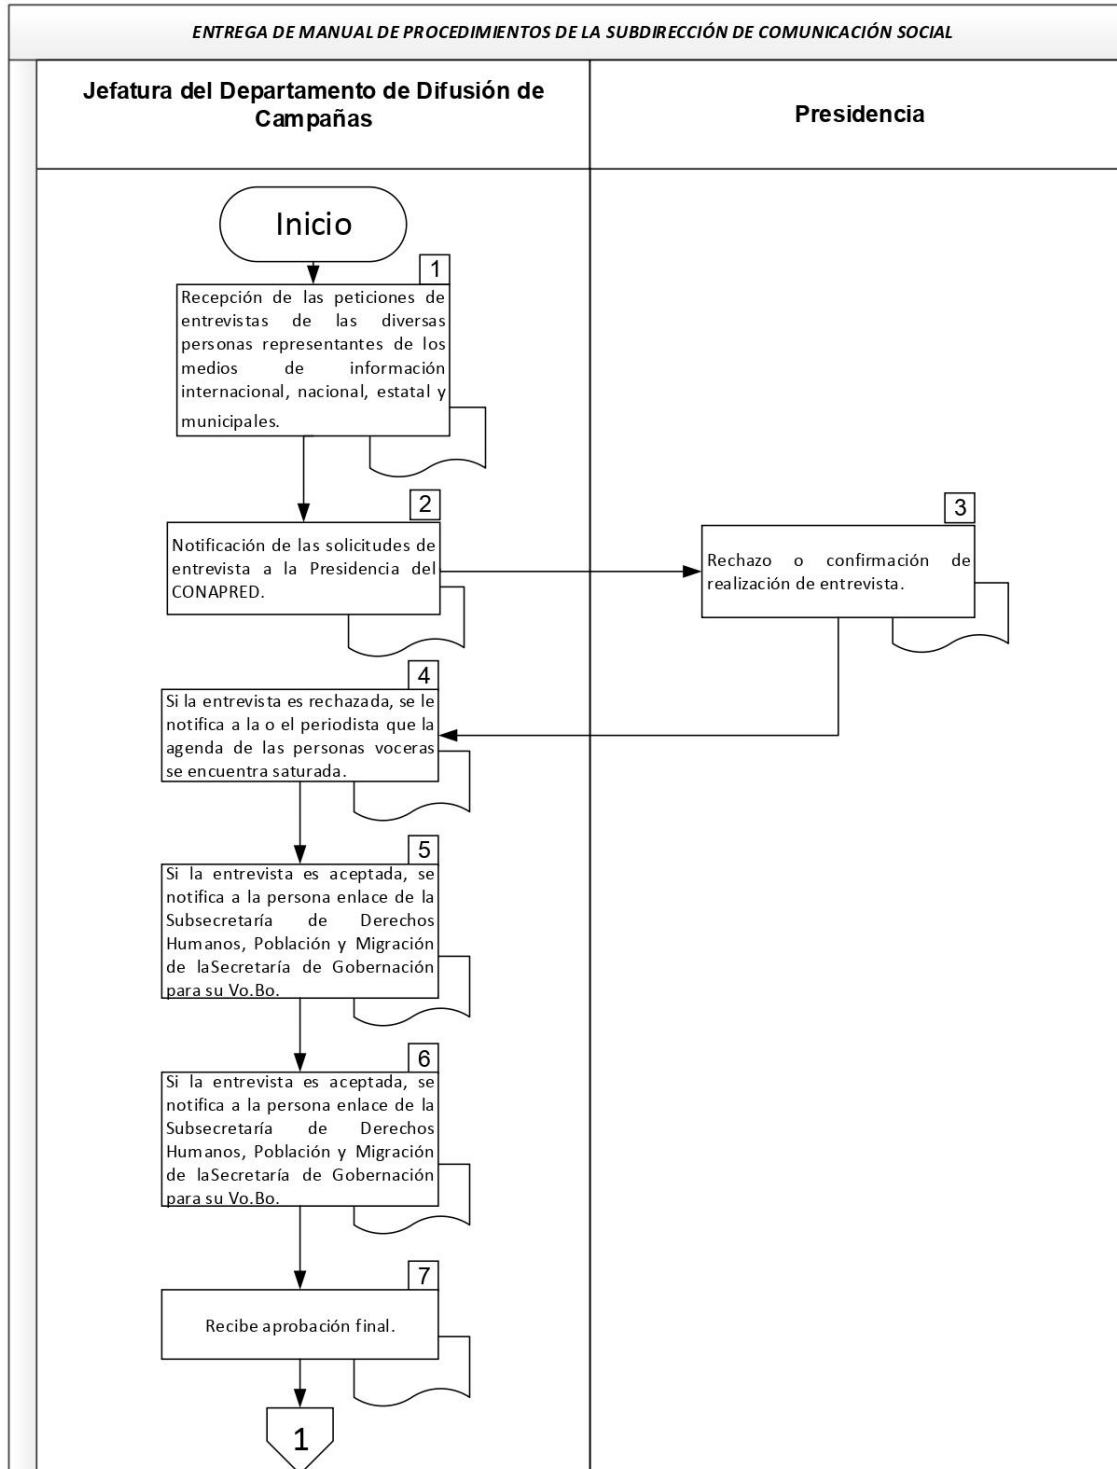 ENTREGA DE MANUAL DE PROCEDIMIENTOS DE LA SUBDIRECCIÓN DE COMUNICACIÓN SOCIAL
Jefatura del Departamento de Difusión de
Campañas
Presidencia
Inicio
1
Recepción de las peticiones de
entrevistas de las diversas
personas representantes de los
medios de información
internacional, nacional, estatal y
municipales.
2
Notificación de las solicitudes de
entrevista a la Presidencia del
CONAPRED.
3
Rechazo o confirmación de
realización de entrevista.
4
Si la entrevista es rechazada, se le
notifica a la o el periodista que la
agenda de las personas voceras
se encuentra saturada.
5
Si la entrevista es aceptada, se
notifica a la persona enlace de la
Subsecretaría de Derechos
Humanos, Población y Migración
de laSecretaría de Gobernación
para su Vo.Bo.
6
Si la entrevista es aceptada, se
notifica a la persona enlace de la
Subsecretaría de Derechos
Humanos, Población y Migración
de laSecretaría de Gobernación
para su Vo.Bo.
7
Recibe aprobación final.
1